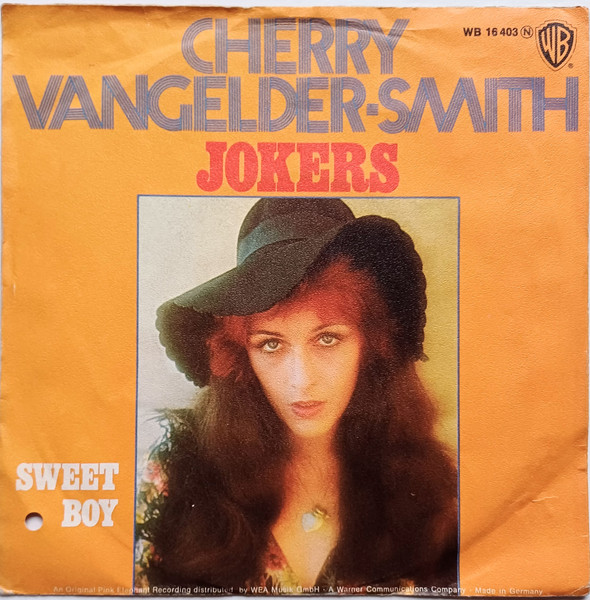 WB 16 403 N
WB
®
CHERRY
VANGELDER-SMITH
JOKERS
SWEET
BOY
An Original Pink Elephant Recording distributed by WEA Musik GmbH - A Warner Communications Company - Made in Germany